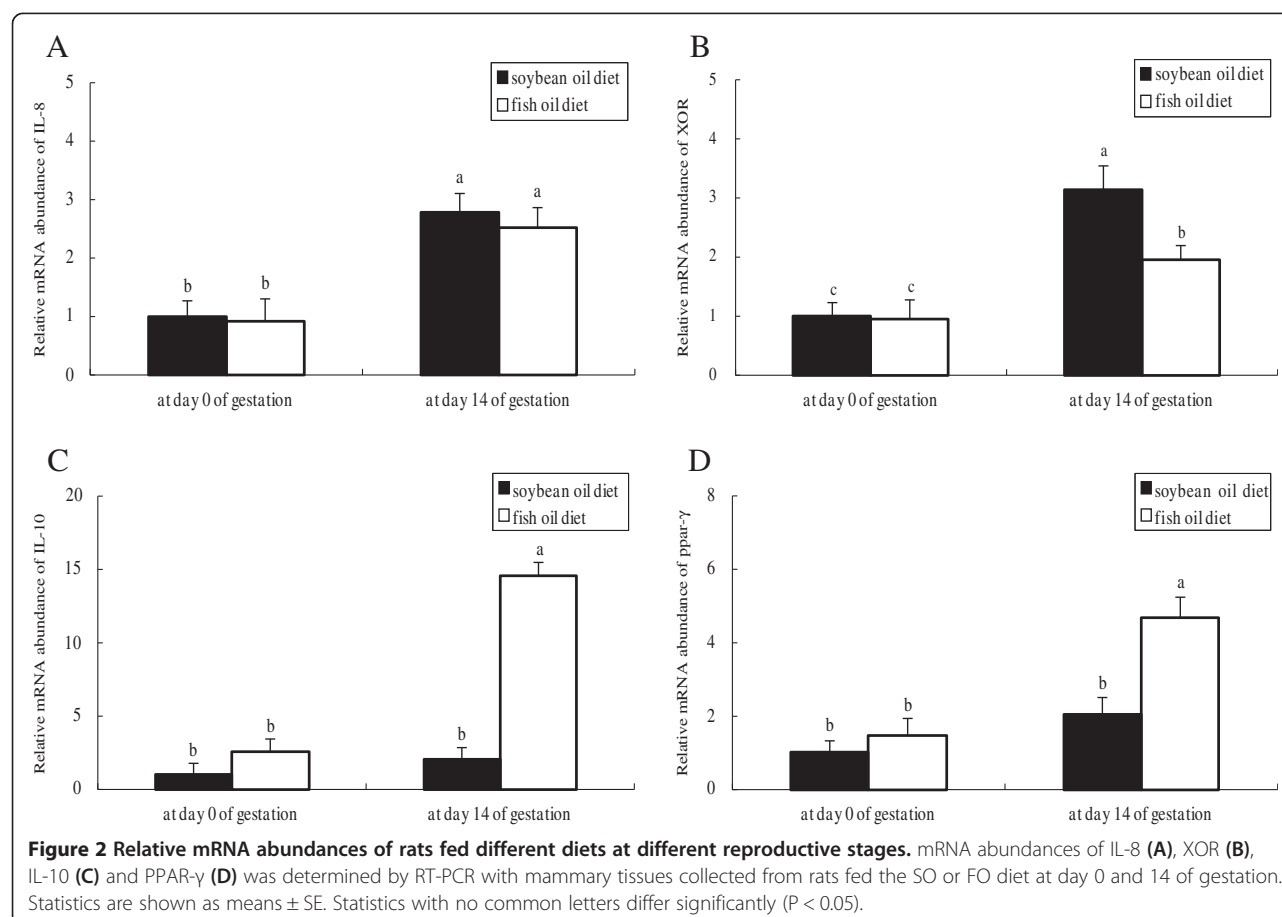 A
soybean oil diet
fish oil diet
Relative mRNA abundance of IL-8
5
4
3
2
1
0
b
b
a
a
at day 0 of gestation
at day 14 of gestation
B
soybean oil diet
fish oil diet
Relative mRNA abundance of XOR
5
4
3
2
1
0
c
c
a
b
at day 0 of gestation
at day 14 of gestation
C
soybean oil diet
fish oil diet
Relative mRNA abundance of IL-10
20
15
10
5
0
b
b
b
a
at day 0 of gestation
at day 14 of gestation
D
soybean oil diet
fish oil diet
Relative mRNA abundance of ppar-γ
8
6
4
2
0
b
b
b
a
at day 0 of gestation
at day 14 of gestation
Figure 2 Relative mRNA abundances of rats fed different diets at different reproductive stages. mRNA abundances of IL-8 (A), XOR (B),
IL-10 (C) and PPAR-γ (D) was determined by RT-PCR with mammary tissues collected from rats fed the SO or FO diet at day 0 and 14 of gestation.
Statistics are shown as means ± SE. Statistics with no common letters differ significantly (P < 0.05).